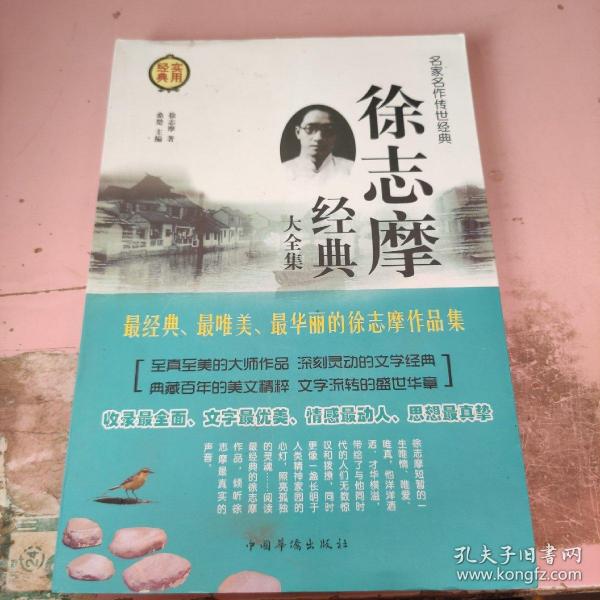 名家名作传世经典
徐志摩
经典
大全集
实用
经典
徐志摩 著
桑楚 主编
最经典、最唯美、最华丽的徐志摩作品集
至真至美的大师作品 深刻灵动的文学经典
典藏百年的美文精粹 文字流转的盛世华章
收录最全面、文字最优美、情感最动人、思想最真挚
徐志摩短暂的一
生唯情、唯爱、
唯真，他洋洋洒
洒、才华横溢，
带给了与他同时
代的人们无数惊
叹和拨撩，同时
更像一盏长明于
人类精神家园的
心灯，照亮孤独
的灵魂……阅读
最经典的徐志摩
作品，倾听徐
志摩最真实的
声音。
中国华侨出版社
孔夫子旧书网
www.kongfz.com